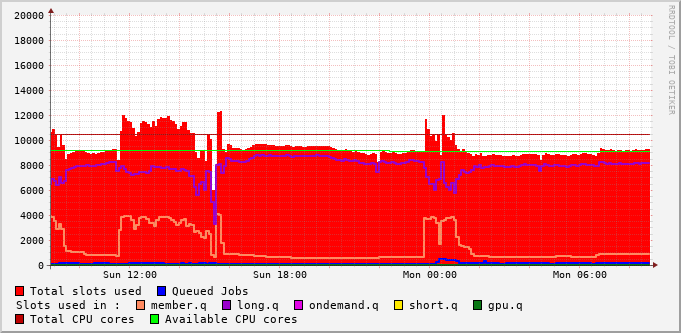 20000
18000
16000
14000
12000
10000
8000
6000
4000
2000
0
Sun 12:00 Sun 18:00 Mon 00:00 Mon 06:00
RRDTOOL / TOBI OETIKER
Total slots used Queued Jobs
Slots used in : member.q long.q ondemand.q short.q gpu.q
Total CPU cores Available CPU cores